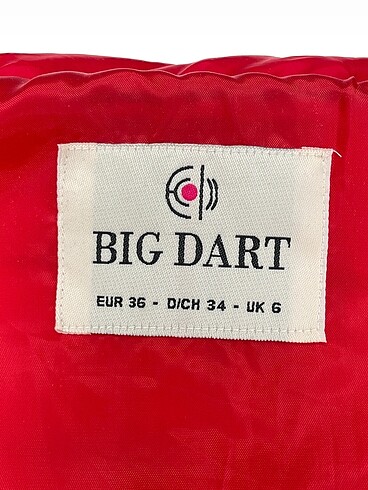 BIG DART
EUR 36 - D/CH 34 - UK 6